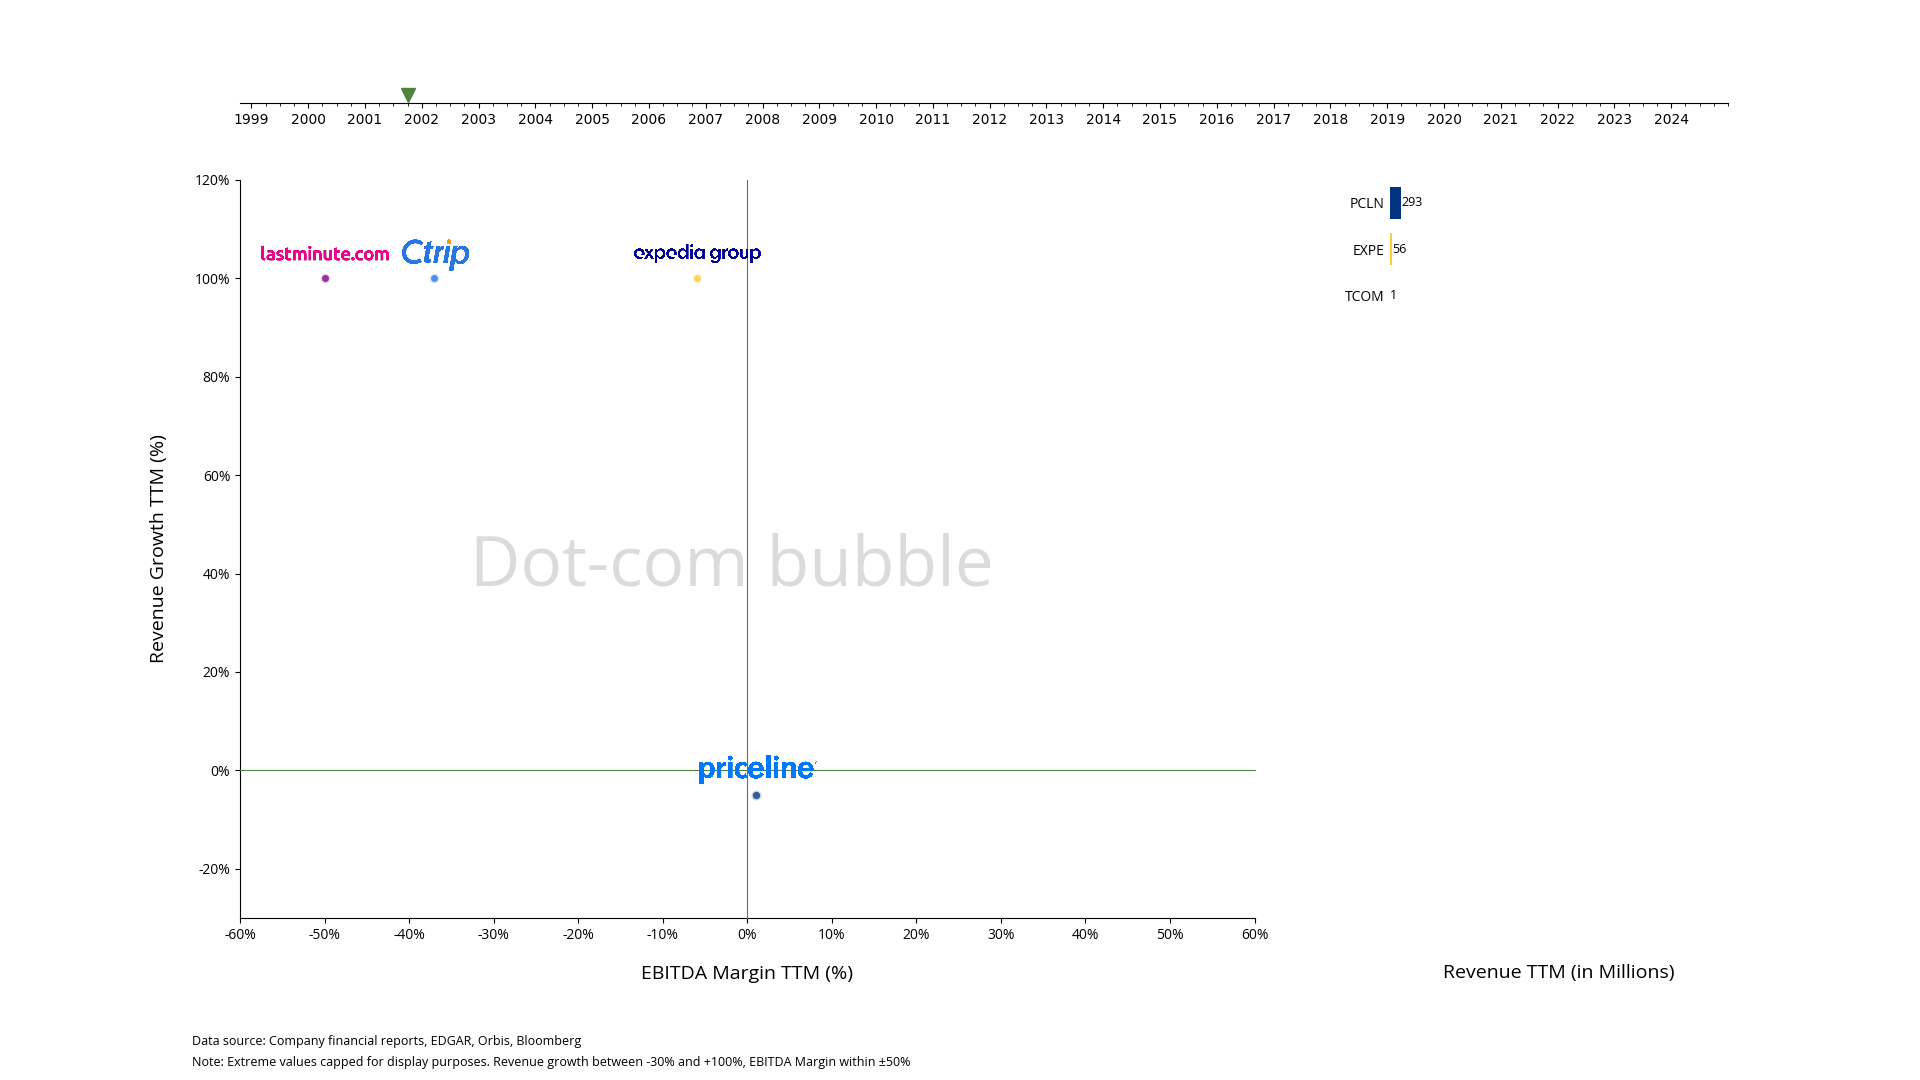 1999 2000 2001 2002 2003 2004 2005 2006 2007 2008 2009 2010 2011 2012 2013 2014 2015 2016 2017 2018 2019 2020 2021 2022 2023 2024
120%
100%
80%
60%
40%
20%
0%
-20%
Revenue Growth TTM (%)
lastminute.com
Ctrip
expedia group
Dot-com bubble
priceline
-60% -50% -40% -30% -20% -10% 0% 10% 20% 30% 40% 50% 60%
EBITDA Margin TTM (%)
PCLN 293
EXPE 56
TCOM 1
Revenue TTM (in Millions)
Data source: Company financial reports, EDGAR, Orbis, Bloomberg
Note: Extreme values capped for display purposes. Revenue growth between -30% and +100%, EBITDA Margin within ±50%